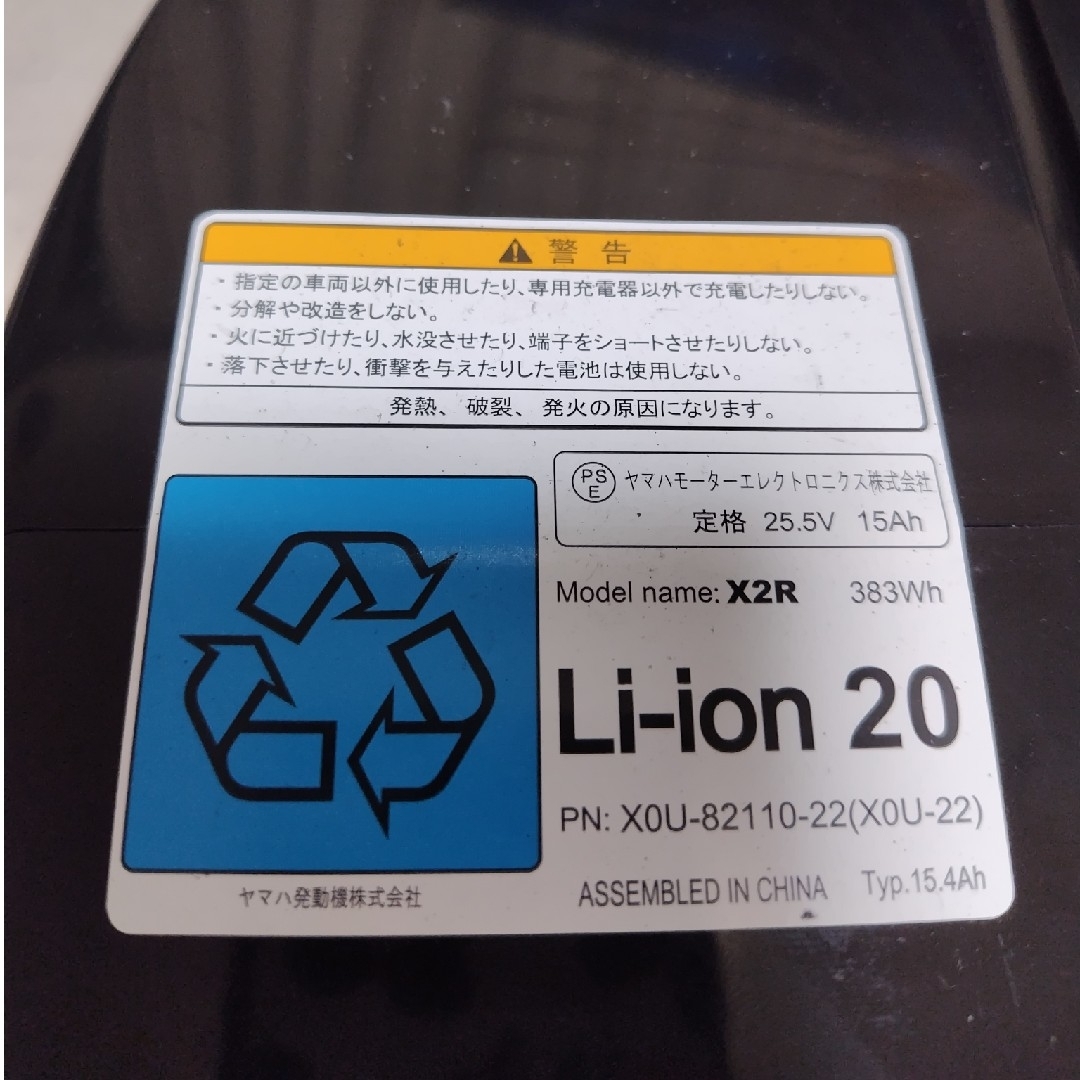 警告
・指定の車両以外に使用したり、専用充電器以外で充電したりしない。
・分解や改造をしない。
・火に近づけたり、水没させたり、端子をショートさせたりしない。
・落下させたり、衝撃を与えたりした電池は使用しない。
発熱、破裂、発火の原因になります。
PSE ヤマハモーターエレクトロニクス株式会社
定格 25.5V 15Ah
Model name: X2R 383Wh
Li-ion 20
PN: X0U-82110-22(X0U-22)
ASSEMBLED IN CHINA Typ.15.4Ah
ヤマハ発動機株式会社